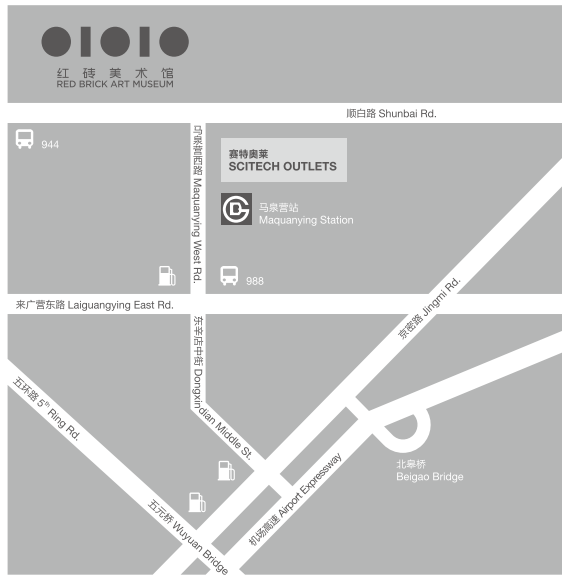 红砖美术馆
RED BRICK ART MUSEUM
顺白路 Shunbai Rd.
944
马泉营西路 Maquanying West Rd.
赛特奥莱
SCITECH OUTLETS
马泉营站
Maquanying Station
988
来广营东路 Laiguangying East Rd.
京密路 Jingmi Rd.
东辛店中街 Dongxindian Middle St.
五环路 5th Ring Rd.
北皋桥
Beigao Bridge
机场高速 Airport Expressway
五元桥 Wuyuan Bridge